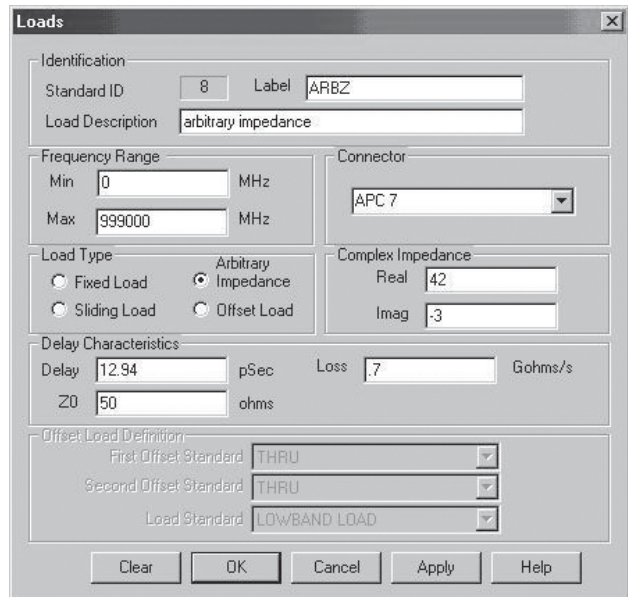 Loads
Identification
Standard ID 8 Label ARBZ
Load Description arbitrary impedance
Frequency Range
Min 0 MHz
Max 999000 MHz
Connector
APC 7
Load Type
Fixed Load
Arbitrary
Impedance
Sliding Load
Offset Load
Complex Impedance
Real 42
Imag -3
Delay Characteristics
Delay 12.94 pSec Loss .7 Gohms/s
Z0 50 ohms
Offset Load Definition
First Offset Standard THRU
Second Offset Standard THRU
Load Standard LOWBAND LOAD
Clear OK Cancel Apply Help